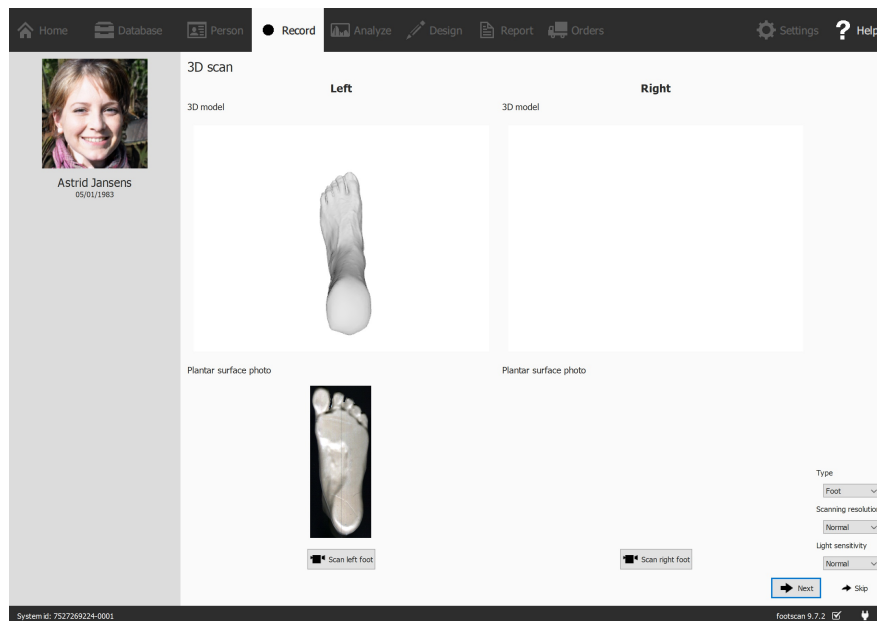 Home Database Person Record Analyze Design Report Orders Settings Help
3D scan
Left Right
3D model 3D model
Astrid Jansens
05/01/1983
Plantar surface photo Plantar surface photo
Type
Foot
Scanning resolution
Normal
Light sensitivity
Scan left foot Scan right foot
Normal
Next Skip
System id: 7527269224-0001 footscan 9.7.2